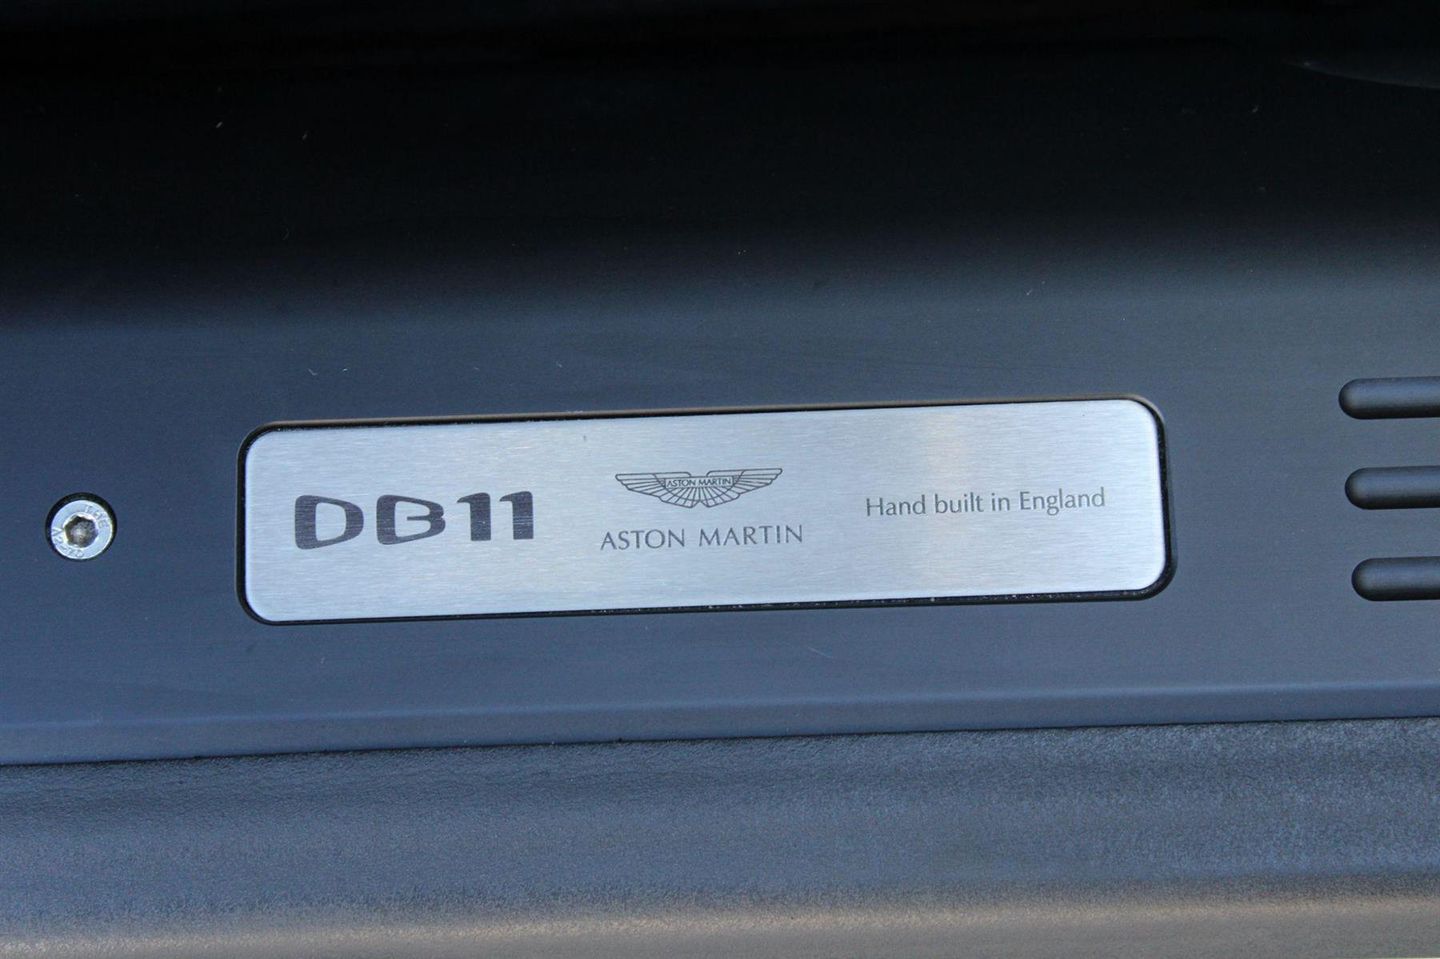 DB11
ASTON MARTIN
ASTON MARTIN
Hand built in England